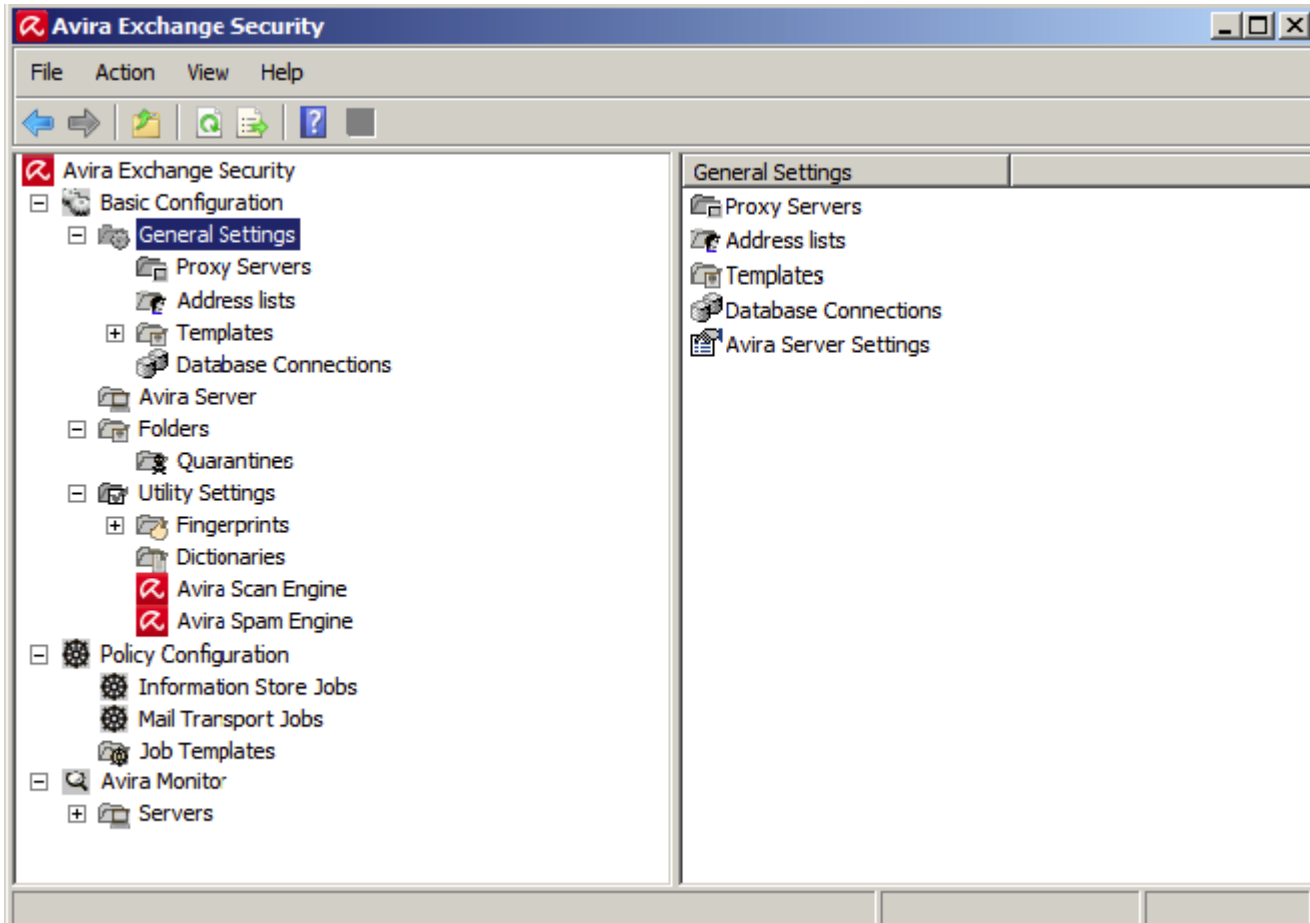 Avira Exchange Security
File Action View Help
Avira Exchange Security
Basic Configuration
General Settings
Proxy Servers
Address lists
Templates
Database Connections
Avira Server
Folders
Quarantines
Utility Settings
Fingerprints
Dictionaries
Avira Scan Engine
Avira Spam Engine
Policy Configuration
Information Store Jobs
Mail Transport Jobs
Job Templates
Avira Monitor
Servers
General Settings
Proxy Servers
Address lists
Templates
Database Connections
Avira Server Settings